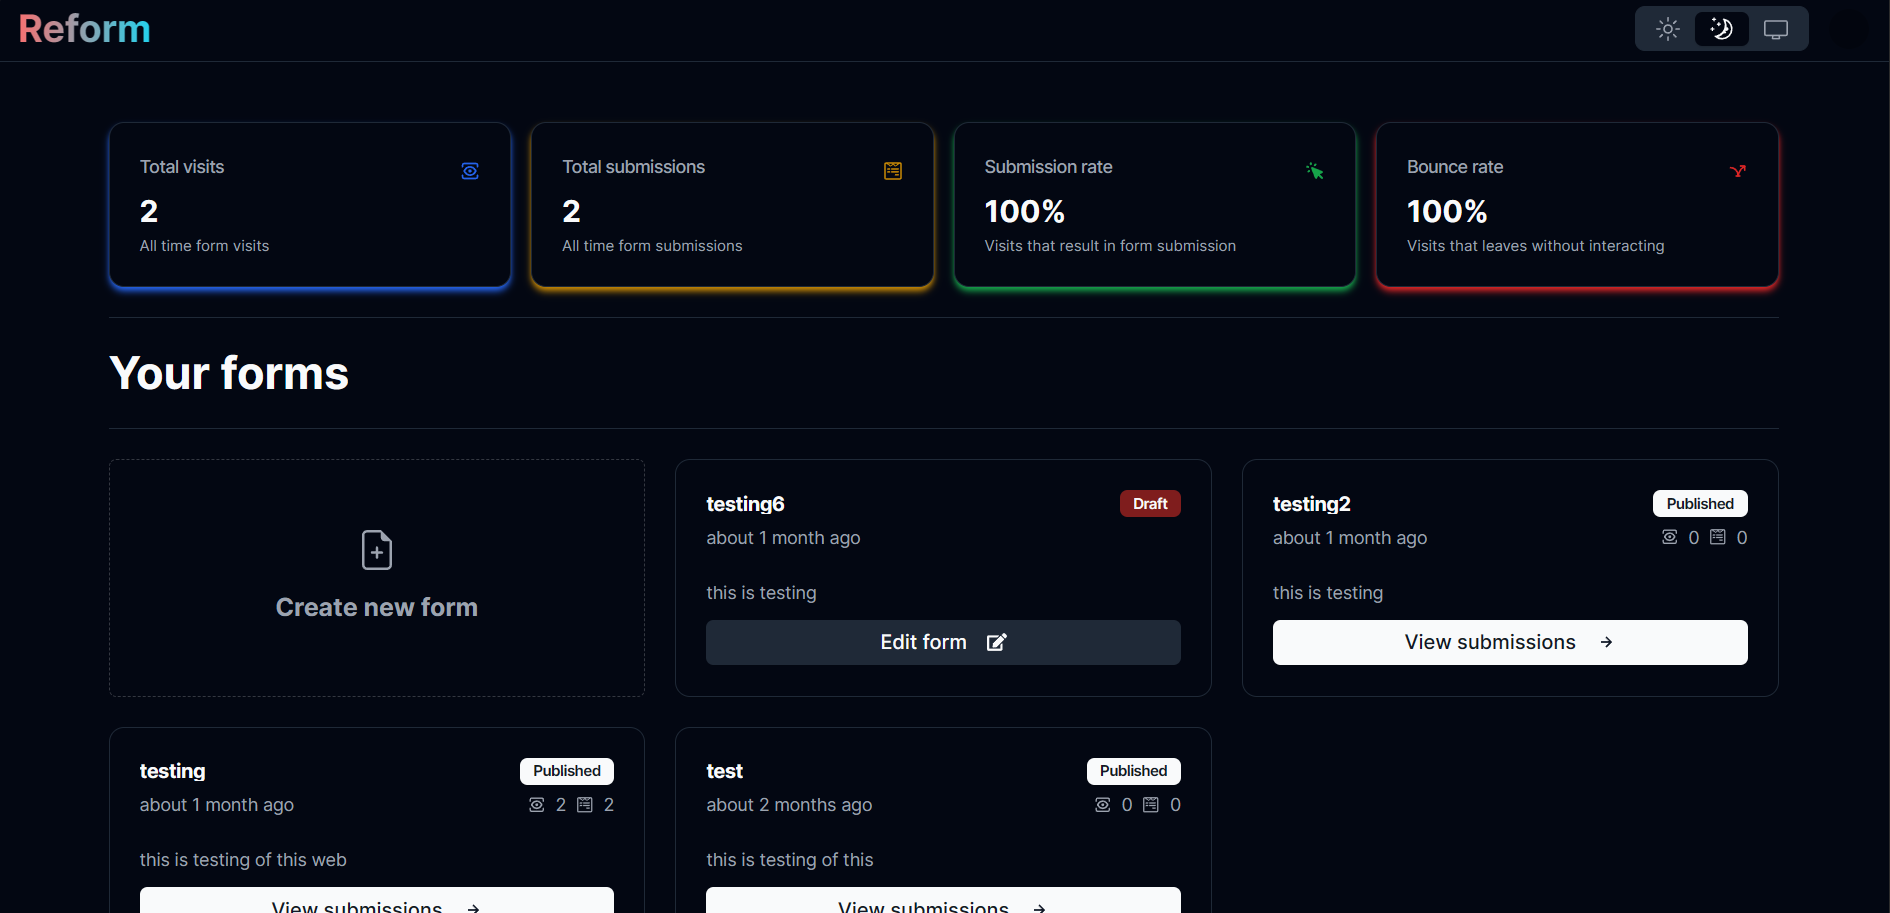 Reform
Total visits
2
All time form visits
Total submissions
2
All time form submissions
Submission rate
100%
Visits that result in form submission
Bounce rate
100%
Visits that leaves without interacting
Your forms
Create new form
testing6
Draft
about 1 month ago
this is testing
Edit form
testing2
Published
about 1 month ago
0 0
this is testing
View submissions
testing
Published
about 1 month ago
2 2
this is testing of this web
View submissions
test
Published
about 2 months ago
0 0
this is testing of this
View submissions